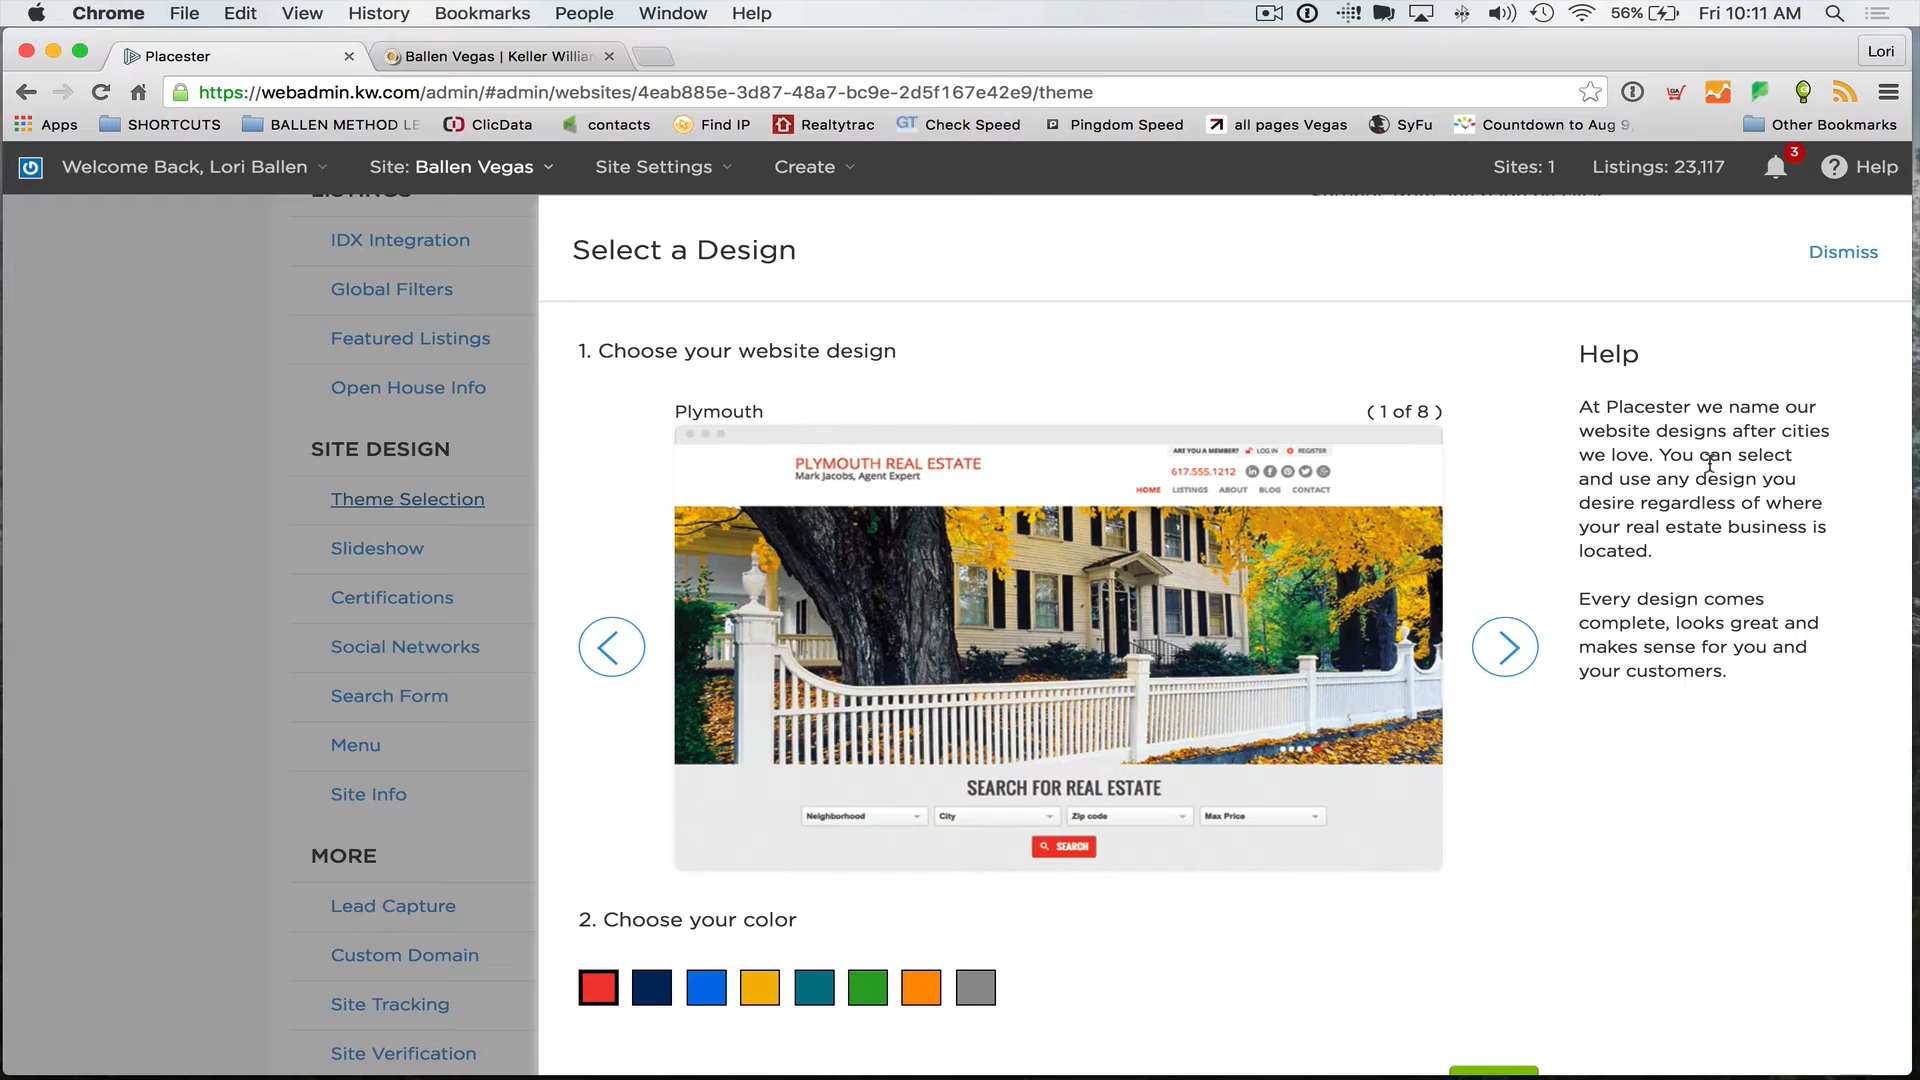 Chrome File Edit View History Bookmarks People Window Help 56% Fri 10:11 AM
Placester Ballen Vegas | Keller Willian Lori
https://webadmin.kw.com/admin/#admin/websites/4eab885e-3d87-48a7-bc9e-2d5f167e42e9/theme
Apps SHORTCUTS BALLEN METHOD LE ClicData contacts Find IP Realtytrac GT Check Speed Pingdom Speed all pages Vegas SyFu Countdown to Aug 9, Other Bookmarks
Welcome Back, Lori Ballen Site: Ballen Vegas Site Settings Create Sites: 1 Listings: 23,117 3 Help
LISTINGS
IDX Integration
Global Filters
Featured Listings
Open House Info
SITE DESIGN
Theme Selection
Slideshow
Certifications
Social Networks
Search Form
Menu
Site Info
MORE
Lead Capture
Custom Domain
Site Tracking
Site Verification
Select a Design
Dismiss
1. Choose your website design
Plymouth ( 1 of 8 )
PLYMOUTH REAL ESTATE
Mark Jacobs, Agent Expert
ARE YOU A MEMBER? LOG IN REGISTER
617.555.1212
HOME LISTINGS ABOUT BLOG CONTACT
SEARCH FOR REAL ESTATE
Neighborhood City Zip code Max Price
SEARCH
2. Choose your color
Help
At Placester we name our
website designs after cities
we love. You can select
and use any design you
desire regardless of where
your real estate business is
located.
Every design comes
complete, looks great and
makes sense for you and
your customers.